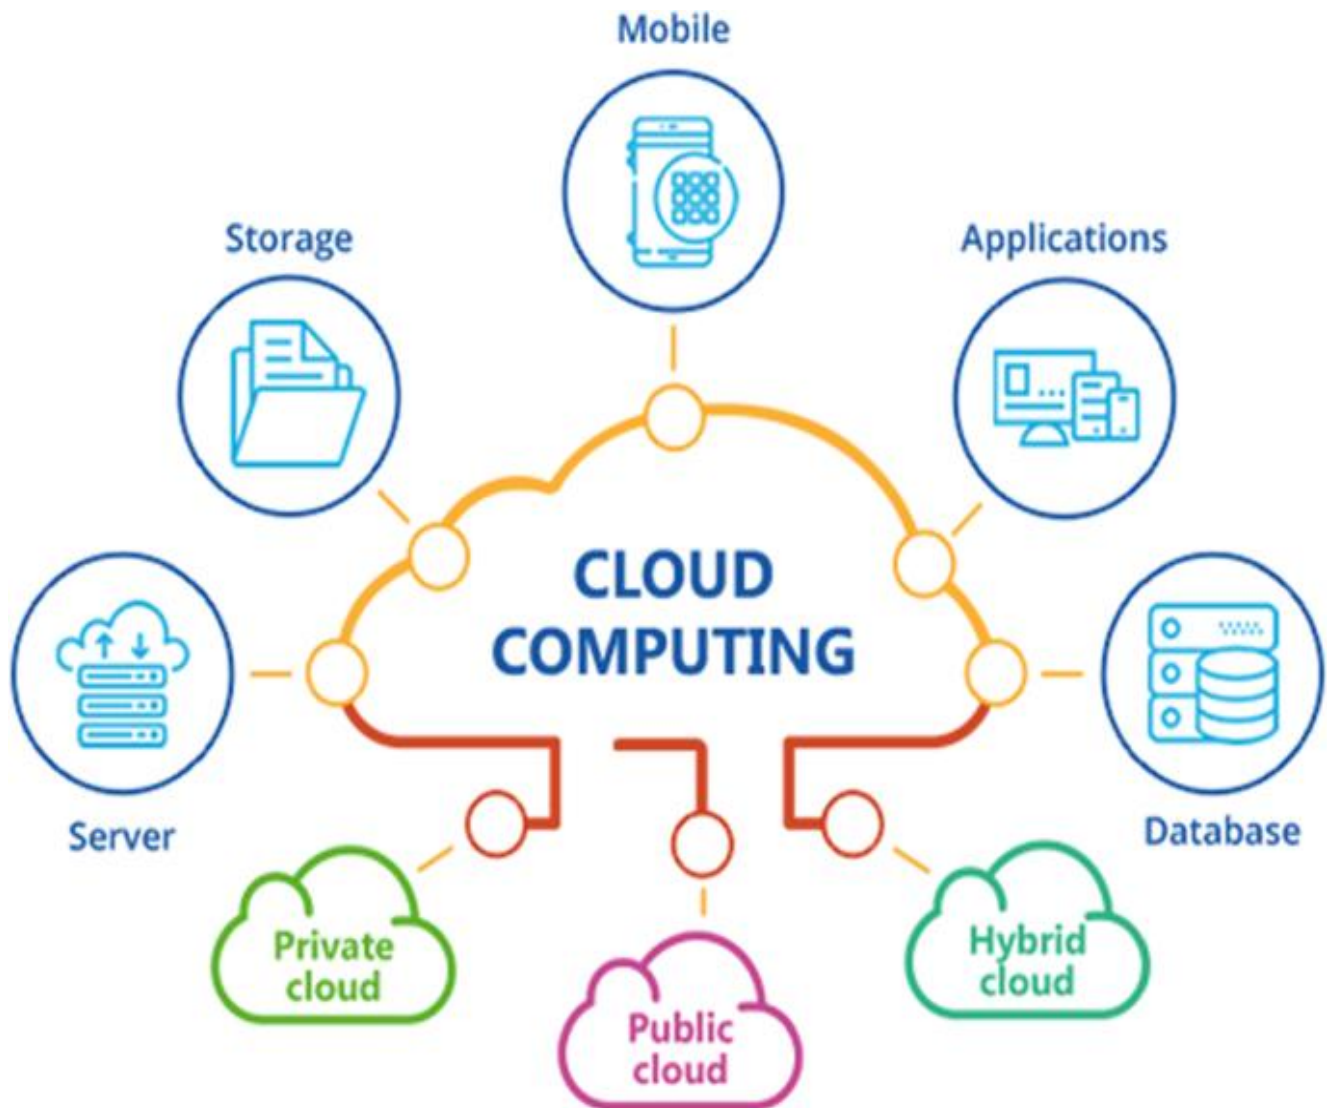 Mobile
Storage
Applications
CLOUD
COMPUTING
Server
Database
Private
cloud
Public
cloud
Hybrid
cloud